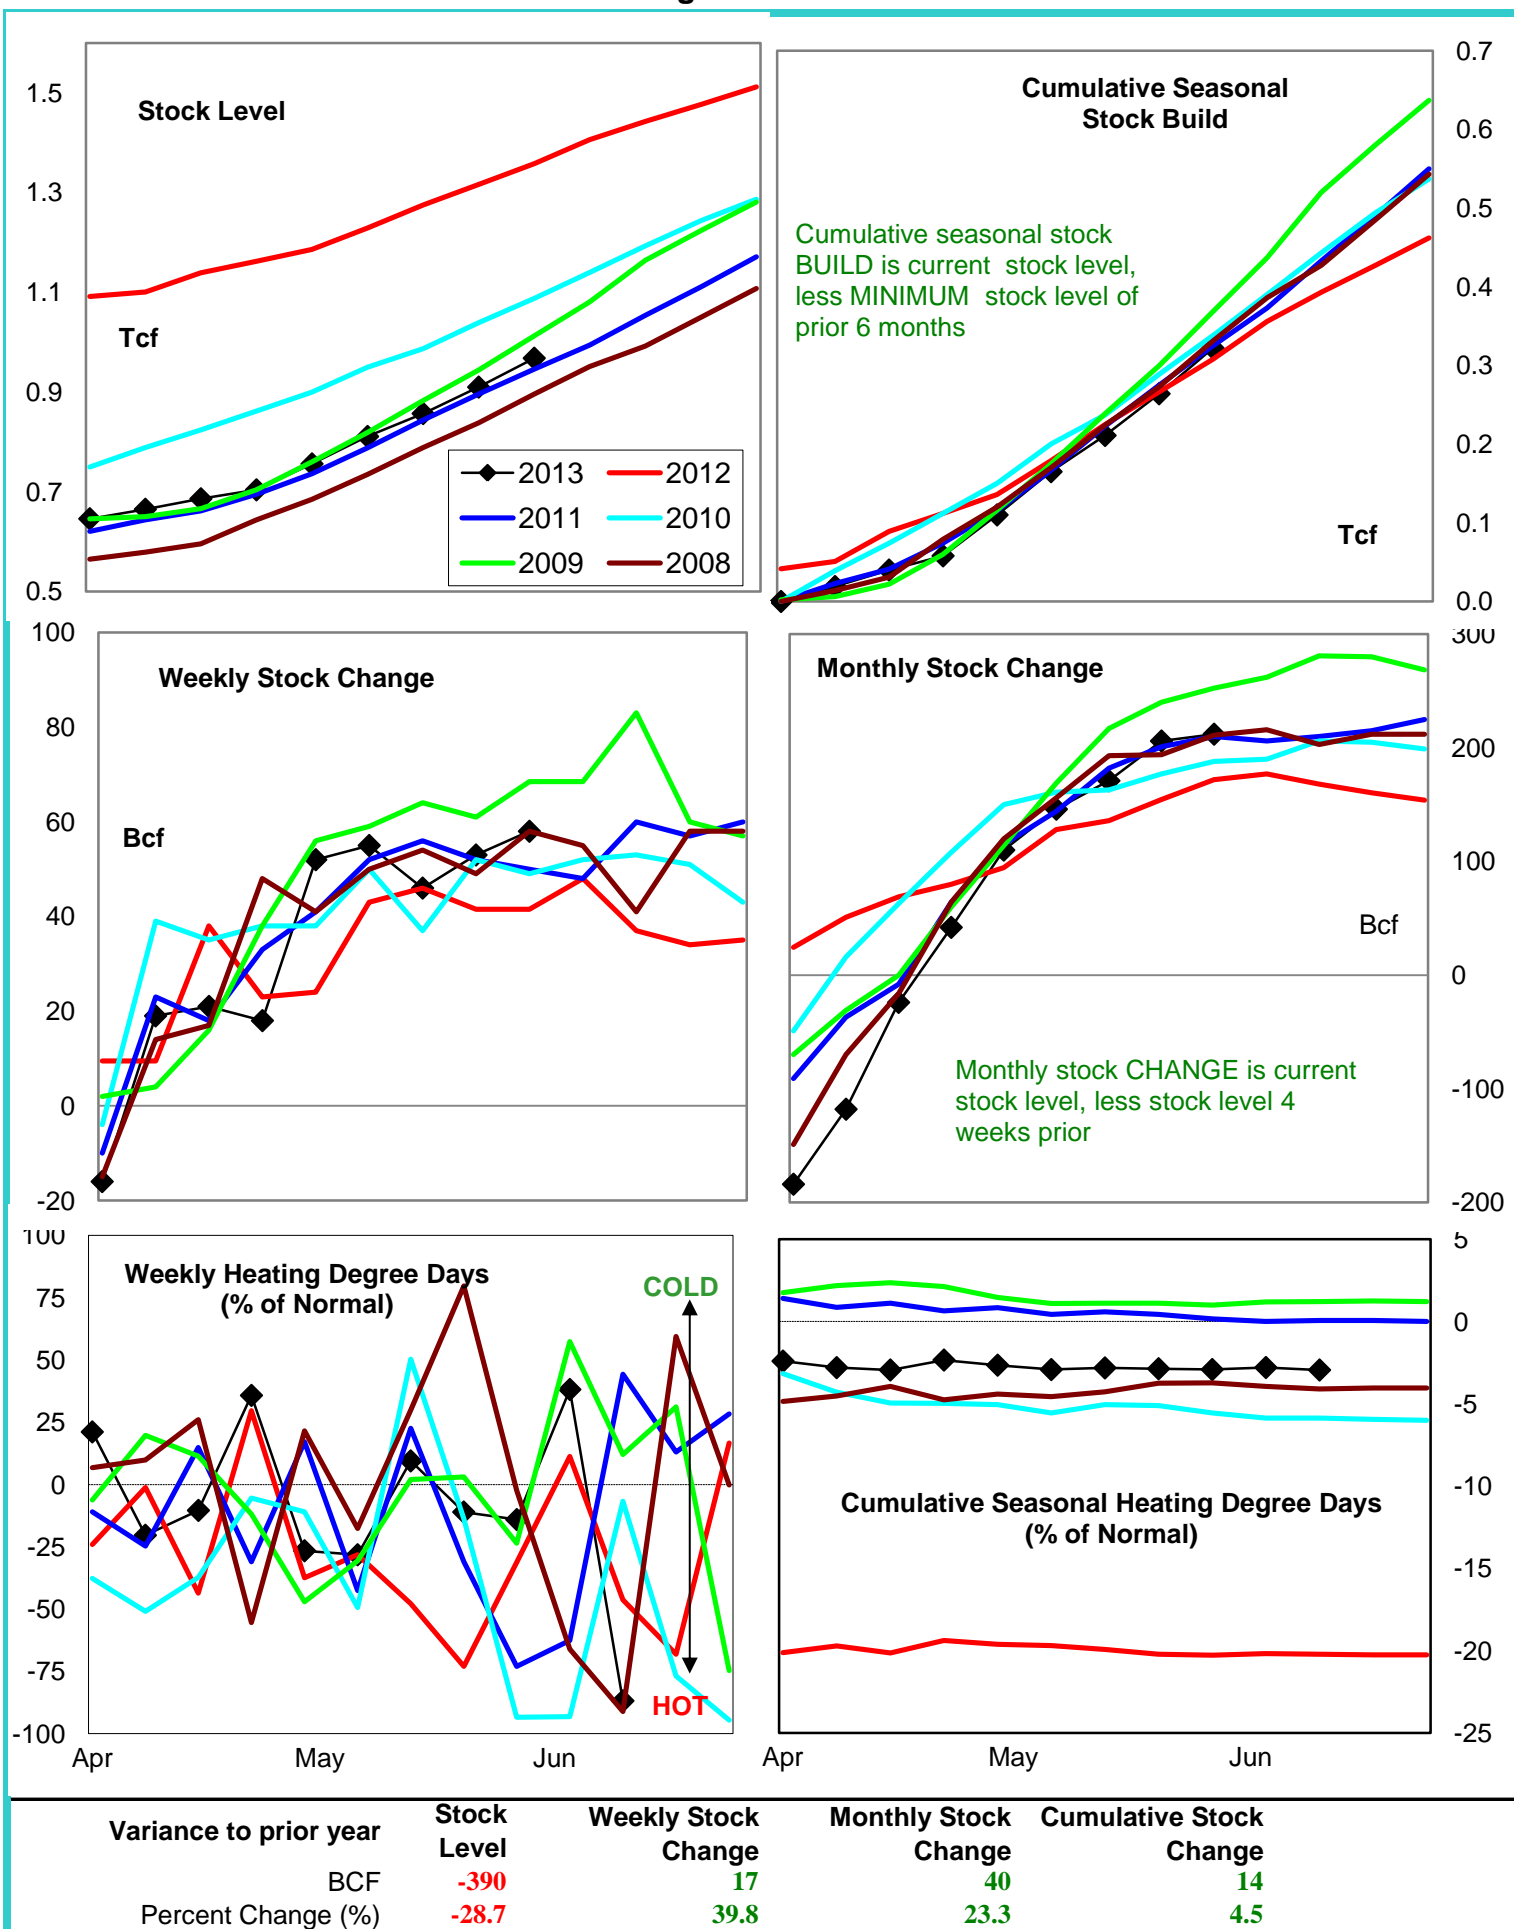 1.5
1.3
1.1
0.9
0.7
0.5
Stock Level
Tcf
2013
2012
2011
2010
2009
2008
Cumulative Seasonal
Stock Build
Cumulative seasonal stock
BUILD is current stock level,
less MINIMUM stock level of
prior 6 months
Tcf
0.7
0.6
0.5
0.4
0.3
0.2
0.1
0.0
100
80
60
40
20
0
-20
Weekly Stock Change
Bcf
Monthly Stock Change
Bcf
Monthly stock CHANGE is current
stock level, less stock level 4
weeks prior
300
200
100
0
-100
-200
100
75
50
25
0
-25
-50
-75
-100
Weekly Heating Degree Days
(% of Normal)
COLD
HOT
Apr May Jun
5
0
-5
-10
-15
-20
-25
Cumulative Seasonal Heating Degree Days
(% of Normal)
Apr May Jun
Variance to prior year
Stock
Level
Weekly Stock
Change
Monthly Stock
Change
Cumulative Stock
Change
BCF -390 17 40 14
Percent Change (%) -28.7 39.8 23.3 4.5